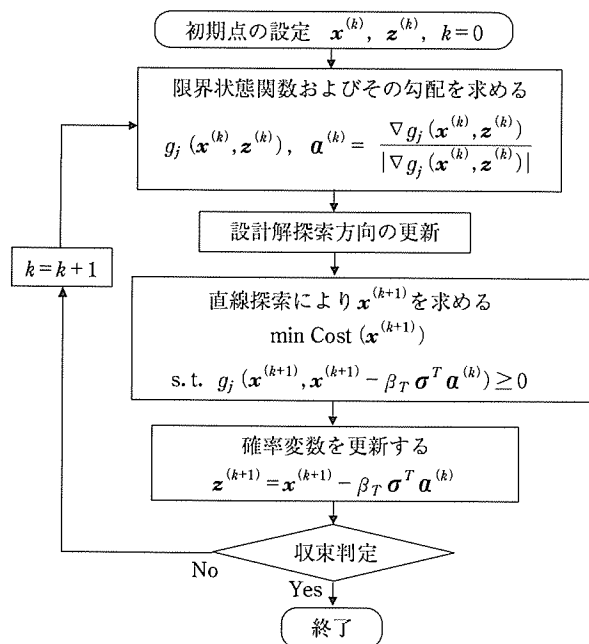 初期点の設定 x^(k), z^(k), k=0
限界状態関数およびその勾配を求める
g_j (x^(k), z^(k)), α^(k) = ∇g_j (x^(k), z^(k)) / |∇g_j (x^(k), z^(k))|
設計解探索方向の更新
k=k+1
直線探索により x^(k+1) を求める
min Cost (x^(k+1))
s.t. g_j (x^(k+1), x^(k+1) − β_T σ^T α^(k)) ≥ 0
確率変数を更新する
z^(k+1) = x^(k+1) − β_T σ^T α^(k)
収束判定
No
Yes
終了